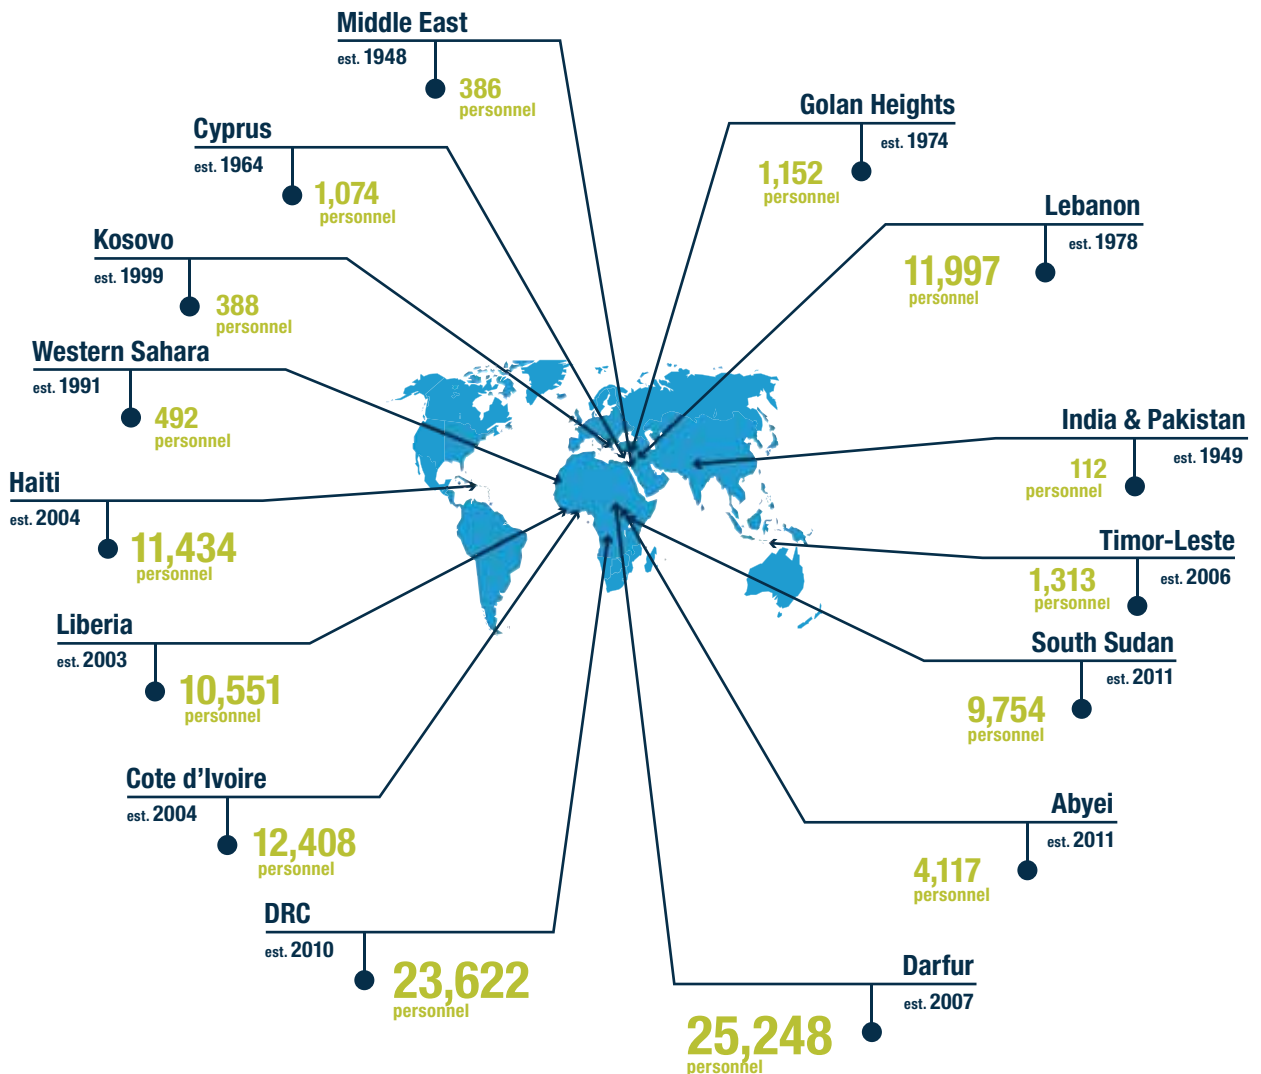 Middle East
est. 1948
386
personnel
Golan Heights
est. 1974
1,152
personnel
Cyprus
est. 1964
1,074
personnel
Lebanon
est. 1978
11,997
personnel
Kosovo
est. 1999
388
personnel
Western Sahara
est. 1991
492
personnel
India & Pakistan
est. 1949
112
personnel
Haiti
est. 2004
11,434
personnel
Timor-Leste
est. 2006
1,313
personnel
Liberia
est. 2003
10,551
personnel
South Sudan
est. 2011
9,754
personnel
Cote d’Ivoire
est. 2004
12,408
personnel
Abyei
est. 2011
4,117
personnel
DRC
est. 2010
23,622
personnel
Darfur
est. 2007
25,248
personnel